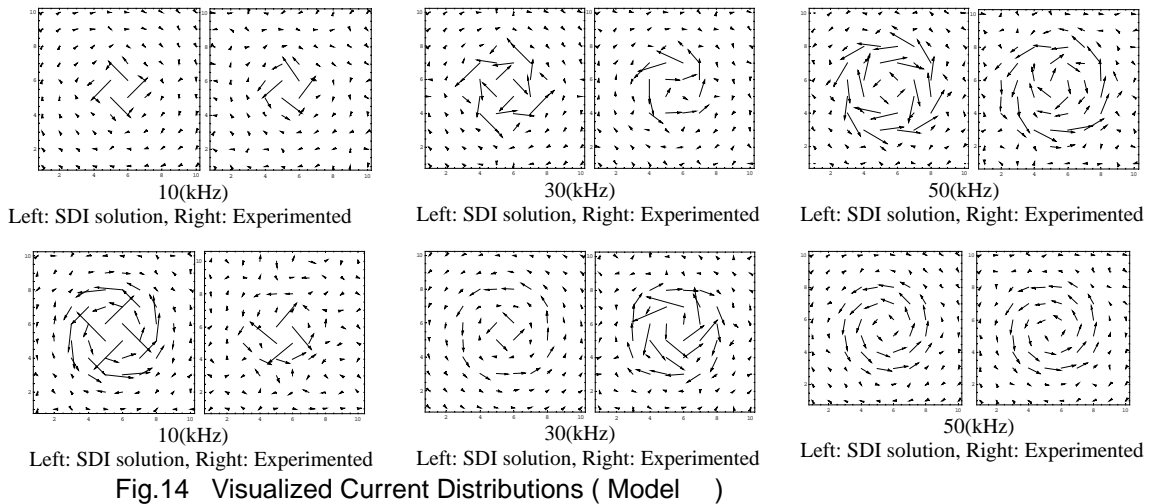 10(kHz)
Left: SDI solution, Right: Experimented
30(kHz)
Left: SDI solution, Right: Experimented
50(kHz)
Left: SDI solution, Right: Experimented
10(kHz)
Left: SDI solution, Right: Experimented
30(kHz)
Left: SDI solution, Right: Experimented
50(kHz)
Left: SDI solution, Right: Experimented
Fig.14 Visualized Current Distributions ( Model )